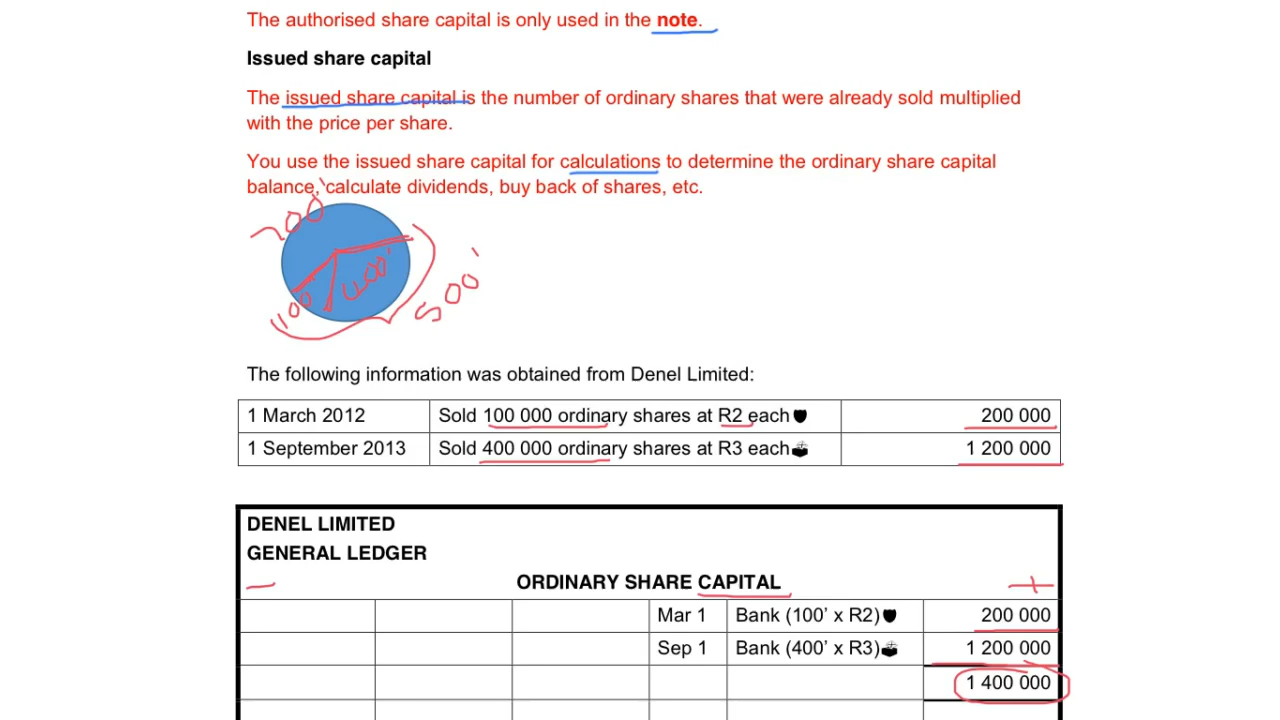 The authorised share capital is only used in the note.
Issued share capital
The issued share capital is the number of ordinary shares that were already sold multiplied
with the price per share.
You use the issued share capital for calculations to determine the ordinary share capital
balance, calculate dividends, buy back of shares, etc.
200'
100'
400'
500'
The following information was obtained from Denel Limited:
1 March 2012 Sold 100 000 ordinary shares at R2 each 200 000
1 September 2013 Sold 400 000 ordinary shares at R3 each 1 200 000
DENEL LIMITED
GENERAL LEDGER
– ORDINARY SHARE CAPITAL +
Mar 1 Bank (100’ x R2) 200 000
Sep 1 Bank (400’ x R3) 1 200 000
1 400 000